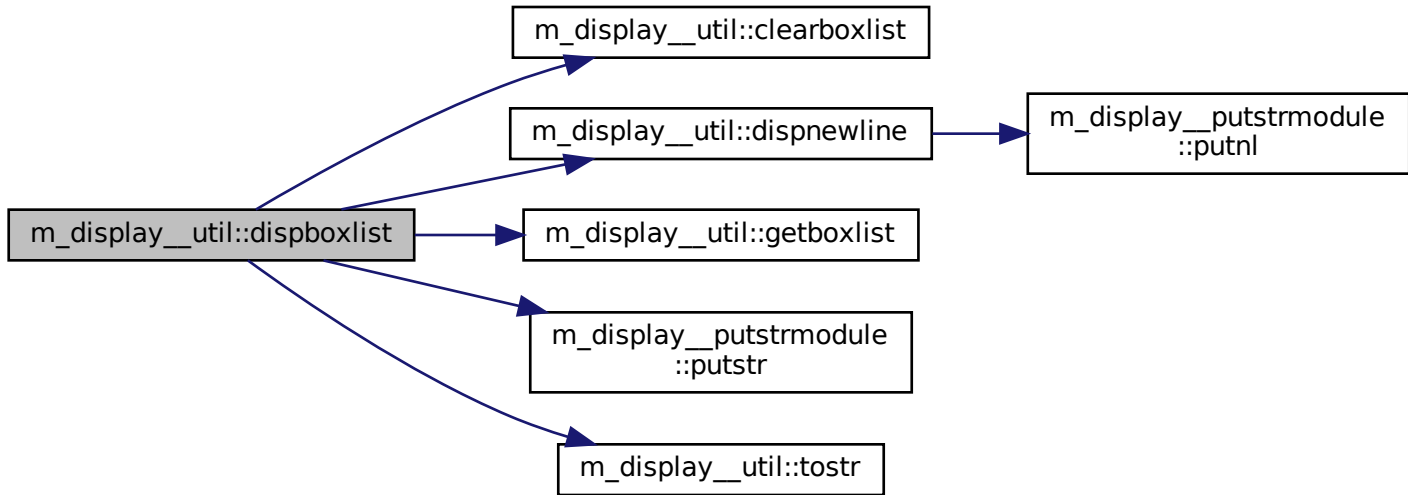 m_display__util::clearboxlist
m_display__util::dispnewline
m_display__putstrmodule
::putnl
m_display__util::dispboxlist
m_display__util::getboxlist
m_display__putstrmodule
::putstr
m_display__util::tostr